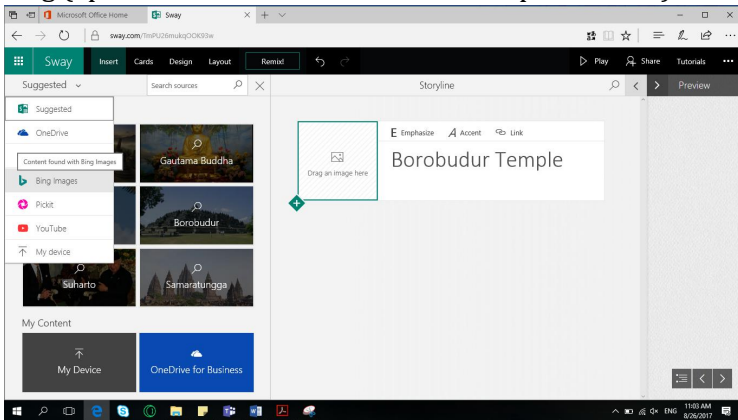 Microsoft Office Home
Sway
sway.com/TmPU26mukqOOK93w
Sway
Insert
Cards
Design
Layout
Remix!
Play
Share
Tutorials
Suggested
Search sources
Storyline
Preview
Suggested
OneDrive
Content found with Bing Images
Bing Images
Pickit
YouTube
My device
Gautama Buddha
Borobudur
Suharto
Samaratungga
My Content
My Device
OneDrive for Business
E Emphasize
A Accent
Link
Drag an image here
Borobudur Temple
ENG
11:03 AM
8/26/2017